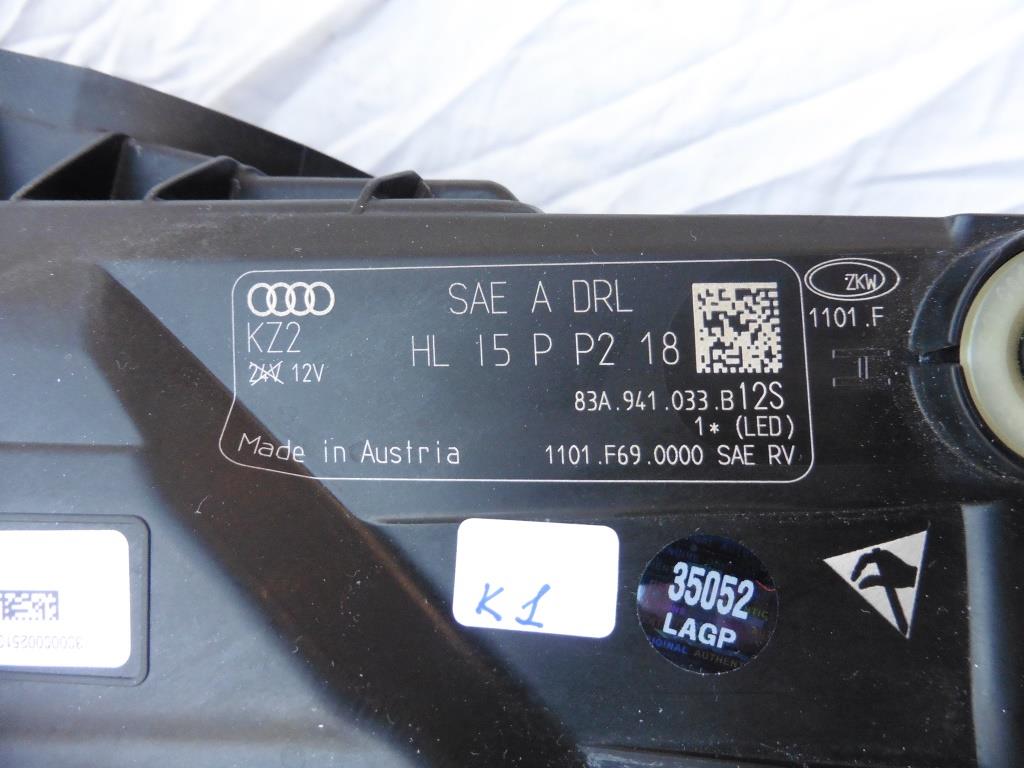 SAE A DRL
KZ2
HL 15 P P2 18
24V 12V
83A.941.033.B12S
1* (LED)
Made in Austria
1101.F69.0000 SAE RV
ZKW
1101.F
K1
35052
LAGP